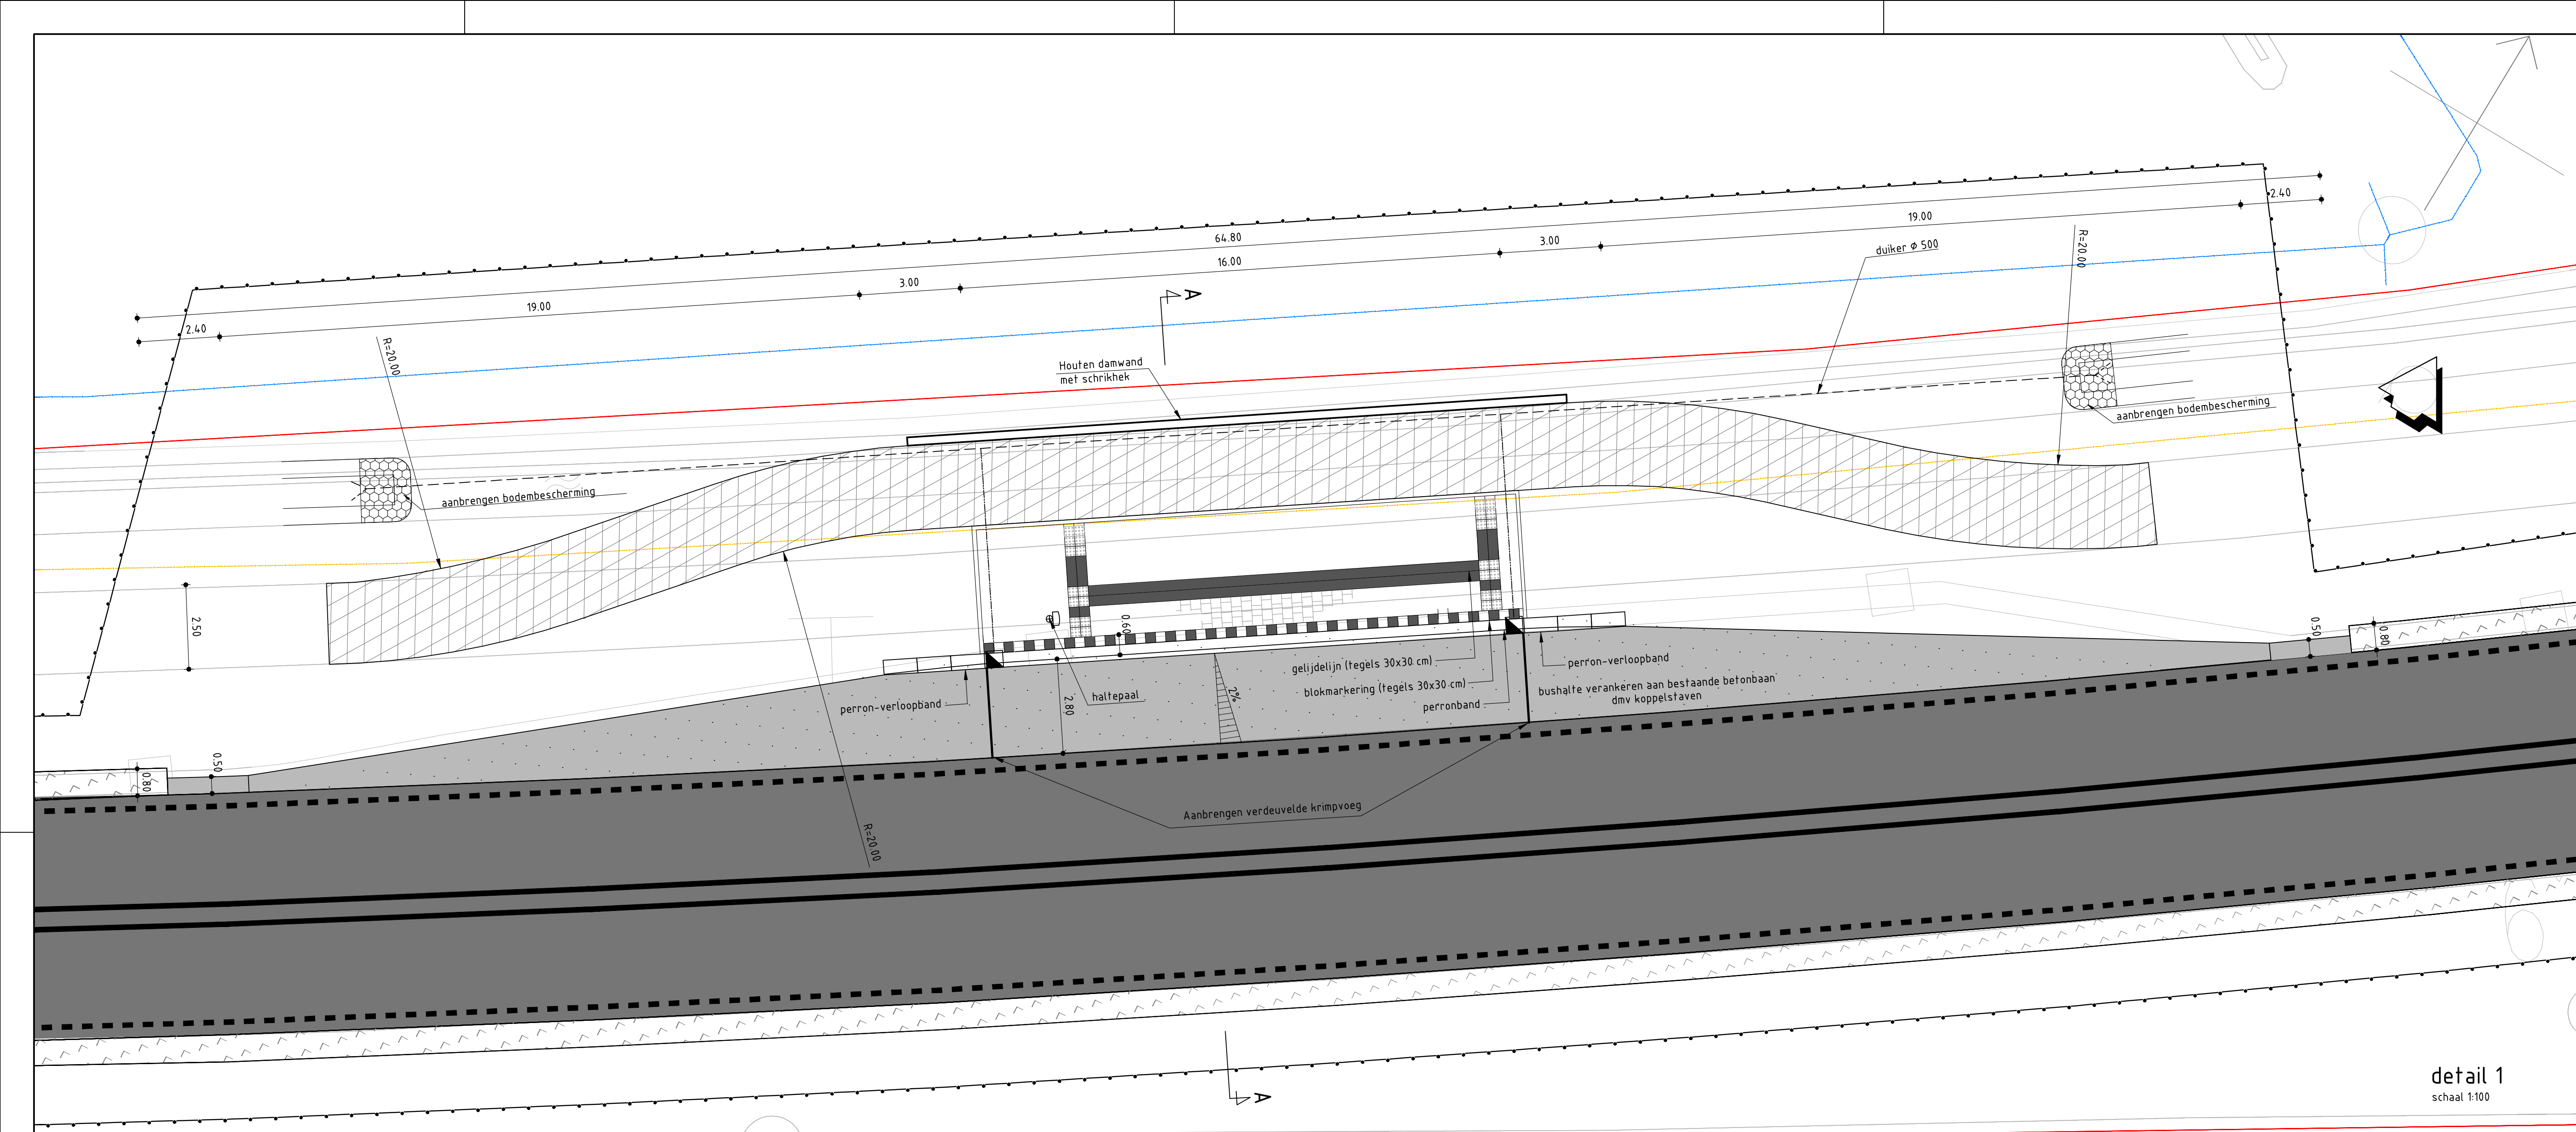 2.40
64.80
19.00
3.00
duiker Φ 500
R=20.00
16.00
3.00
A
19.00
2.40
R=20.00
Houten damwand
met schrikhek
aanbrengen bodembescherming
aanbrengen bodembescherming
2.50
0.60
0.50
0.80
gelijdelijn (tegels 30x30 cm)
perron-verloopband
blokmarkering (tegels 30x30 cm)
bushalte verankeren aan bestaande betonbaan
dmv koppelstaven
haltepaal
2%
perronband
perron-verloopband
2.80
0.50
0.80
Aanbrengen verdeuvelde krimpvoeg
R=20.00
A
detail 1
schaal 1:100